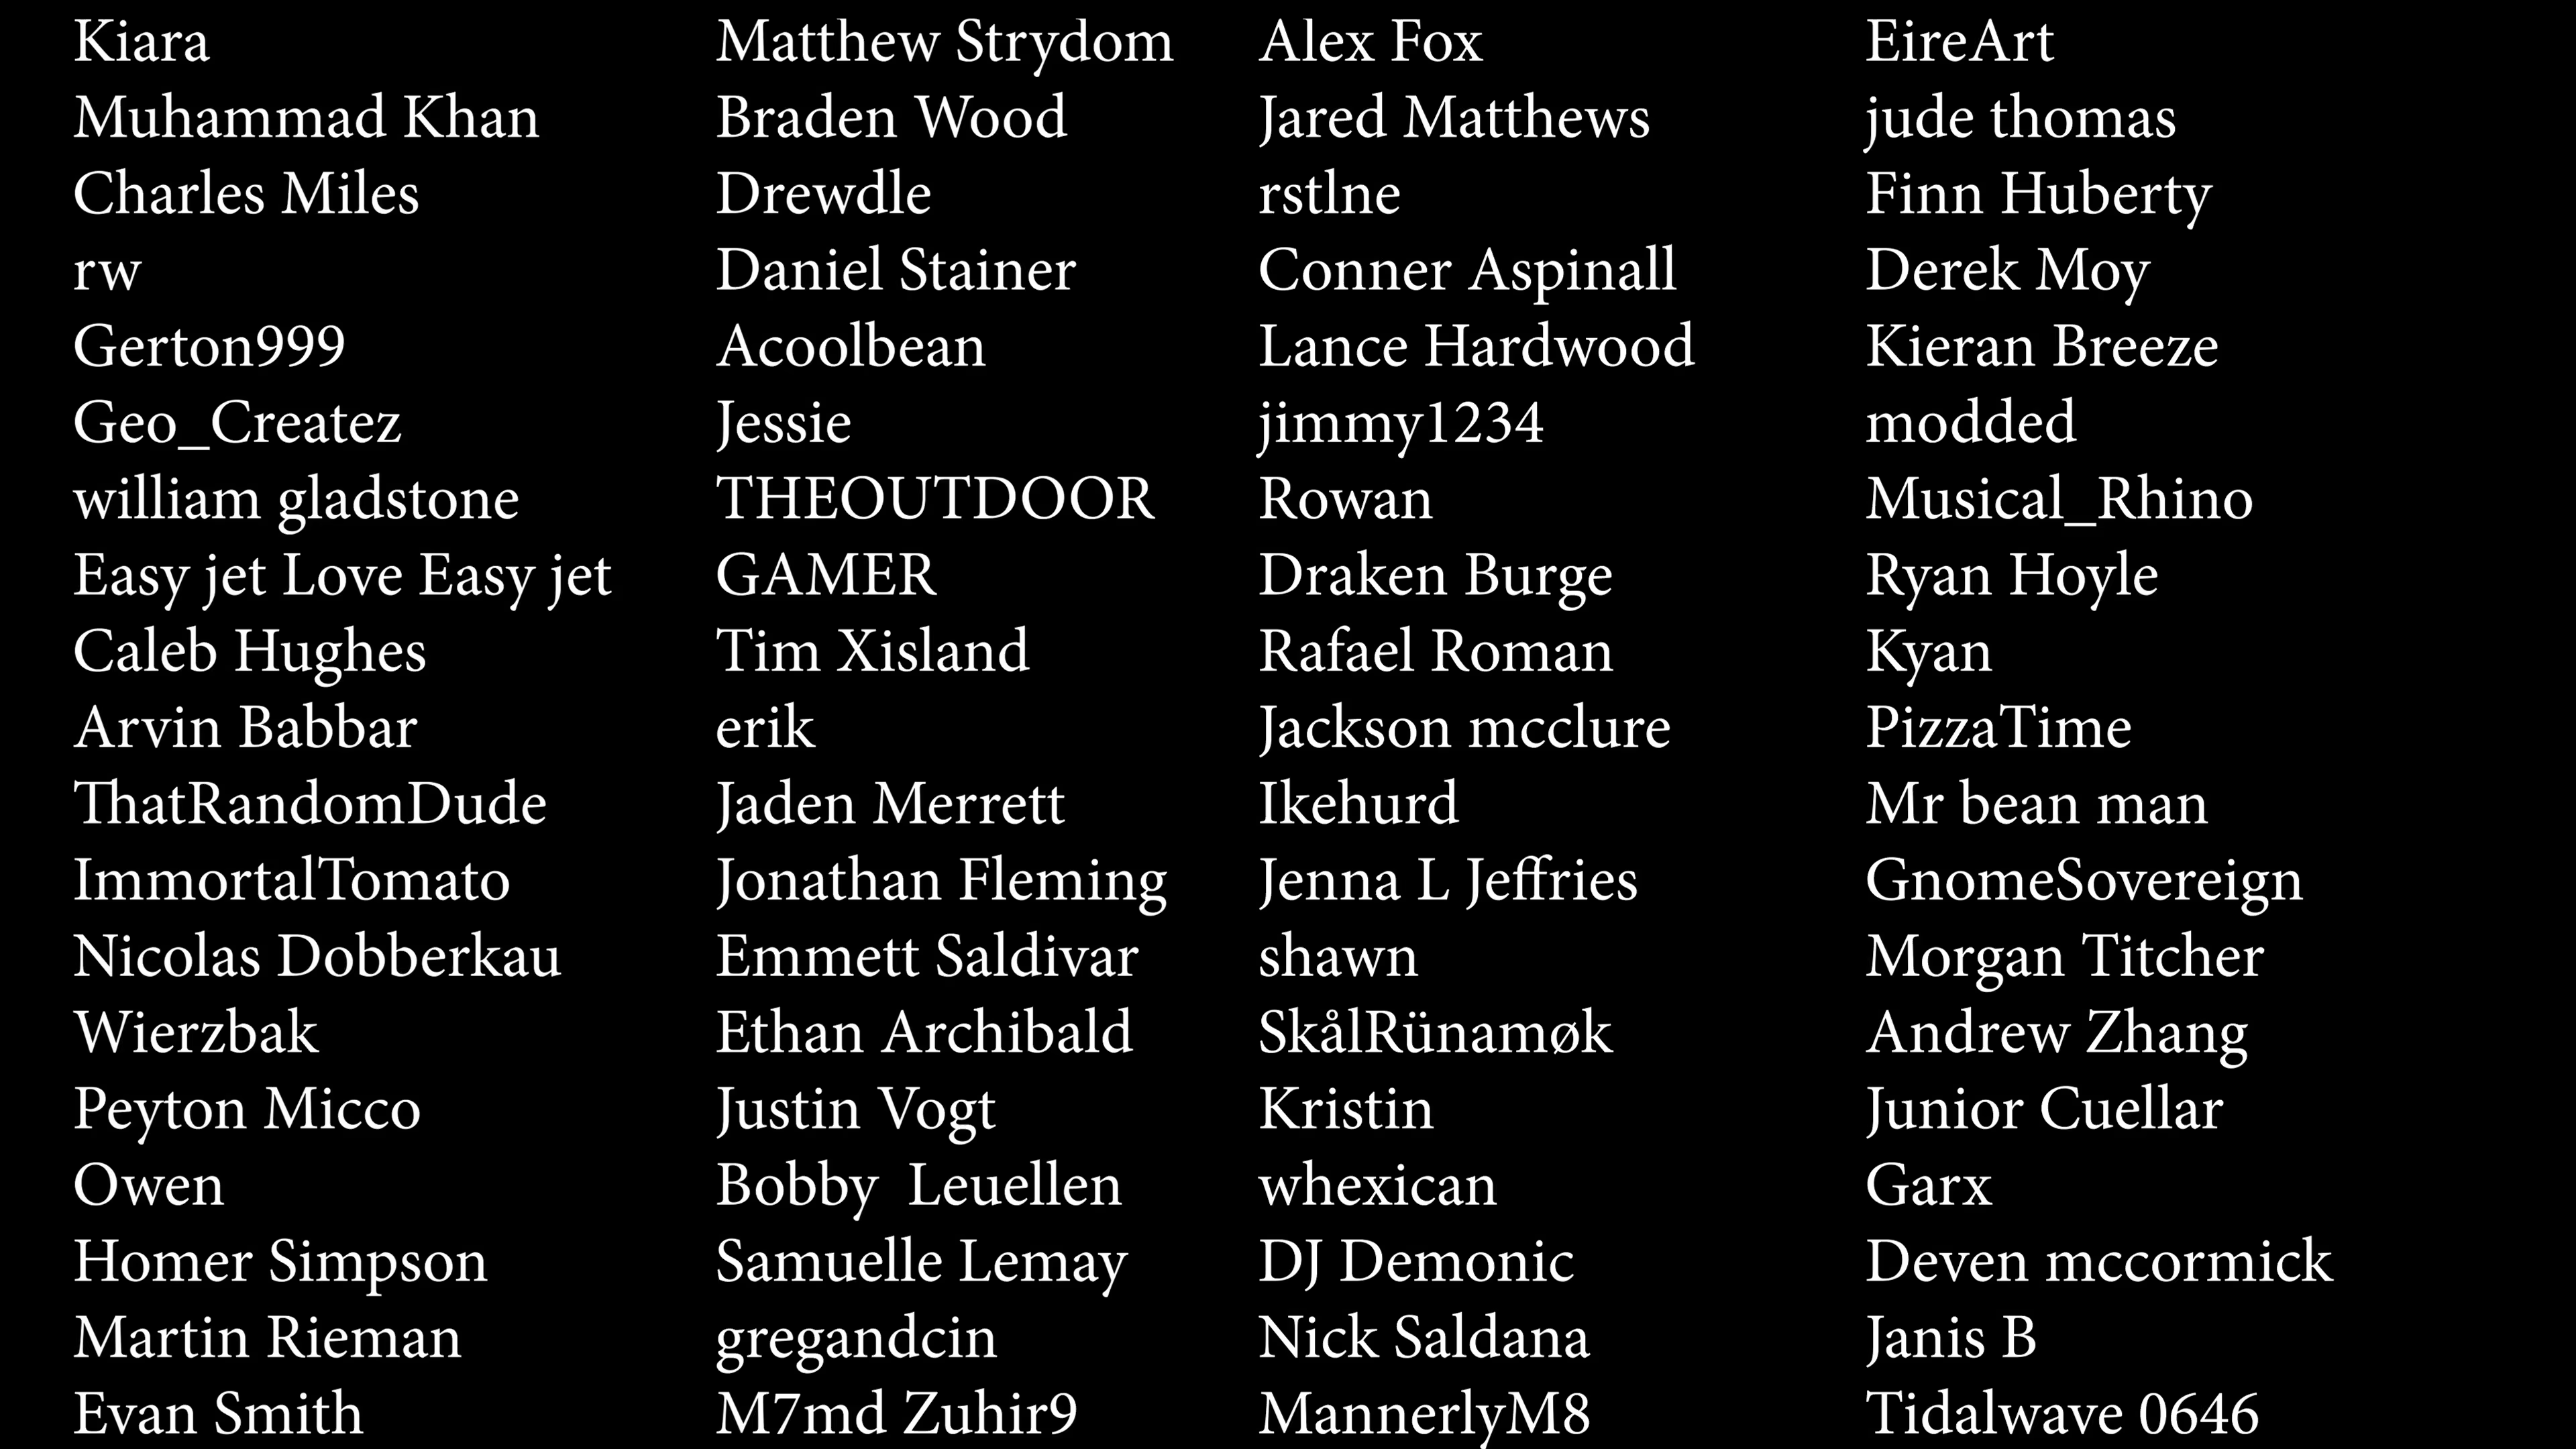 Kiara
Muhammad Khan
Charles Miles
rw
Gerton999
Geo_Createz
william gladstone
Easy jet Love Easy jet
Caleb Hughes
Arvin Babbar
ThatRandomDude
ImmortalTomato
Nicolas Dobberkau
Wierzbak
Peyton Micco
Owen
Homer Simpson
Martin Rieman
Evan Smith
Matthew Strydom
Braden Wood
Drewdle
Daniel Stainer
Acoolbean
Jessie
THEOUTDOOR
GAMER
Tim Xisland
erik
Jaden Merrett
Jonathan Fleming
Emmett Saldivar
Ethan Archibald
Justin Vogt
Bobby  Leuellen
Samuelle Lemay
gregandcin
M7md Zuhir9
Alex Fox
Jared Matthews
rstlne
Conner Aspinall
Lance Hardwood
jimmy1234
Rowan
Draken Burge
Rafael Roman
Jackson mcclure
Ikehurd
Jenna L Jeffries
shawn
SkålRünamøk
Kristin
whexican
DJ Demonic
Nick Saldana
MannerlyM8
EireArt
jude thomas
Finn Huberty
Derek Moy
Kieran Breeze
modded
Musical_Rhino
Ryan Hoyle
Kyan
PizzaTime
Mr bean man
GnomeSovereign
Morgan Titcher
Andrew Zhang
Junior Cuellar
Garx
Deven mccormick
Janis B
Tidalwave 0646